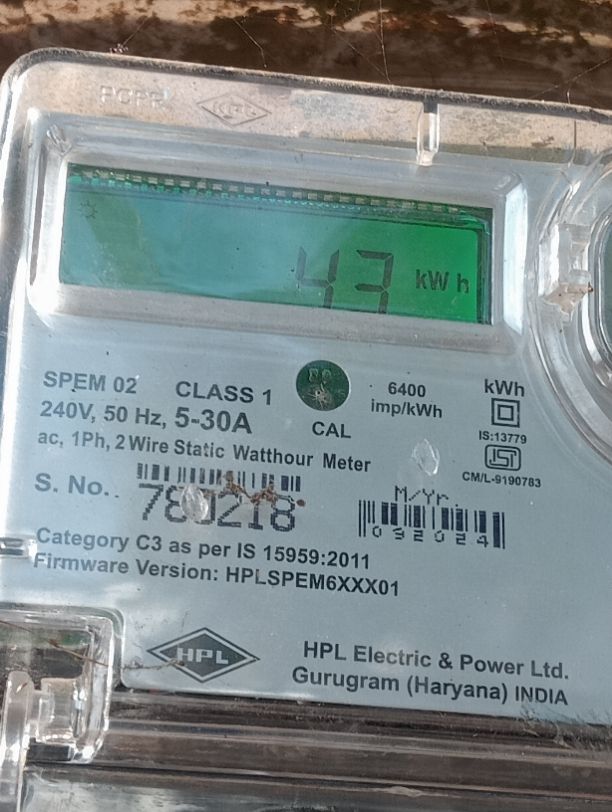 HPL
43 kWh
SPEM 02 CLASS 1
6400
imp/kWh
kWh
240V, 50 Hz, 5-30A
CAL
IS:13779
ac, 1Ph, 2 Wire Static Watthour Meter
CM/L-9190783
S. No.. 780218
M/Yr.
092024
Category C3 as per IS 15959:2011
Firmware Version: HPLSPEM6XXX01
HPL
HPL Electric & Power Ltd.
Gurugram (Haryana) INDIA